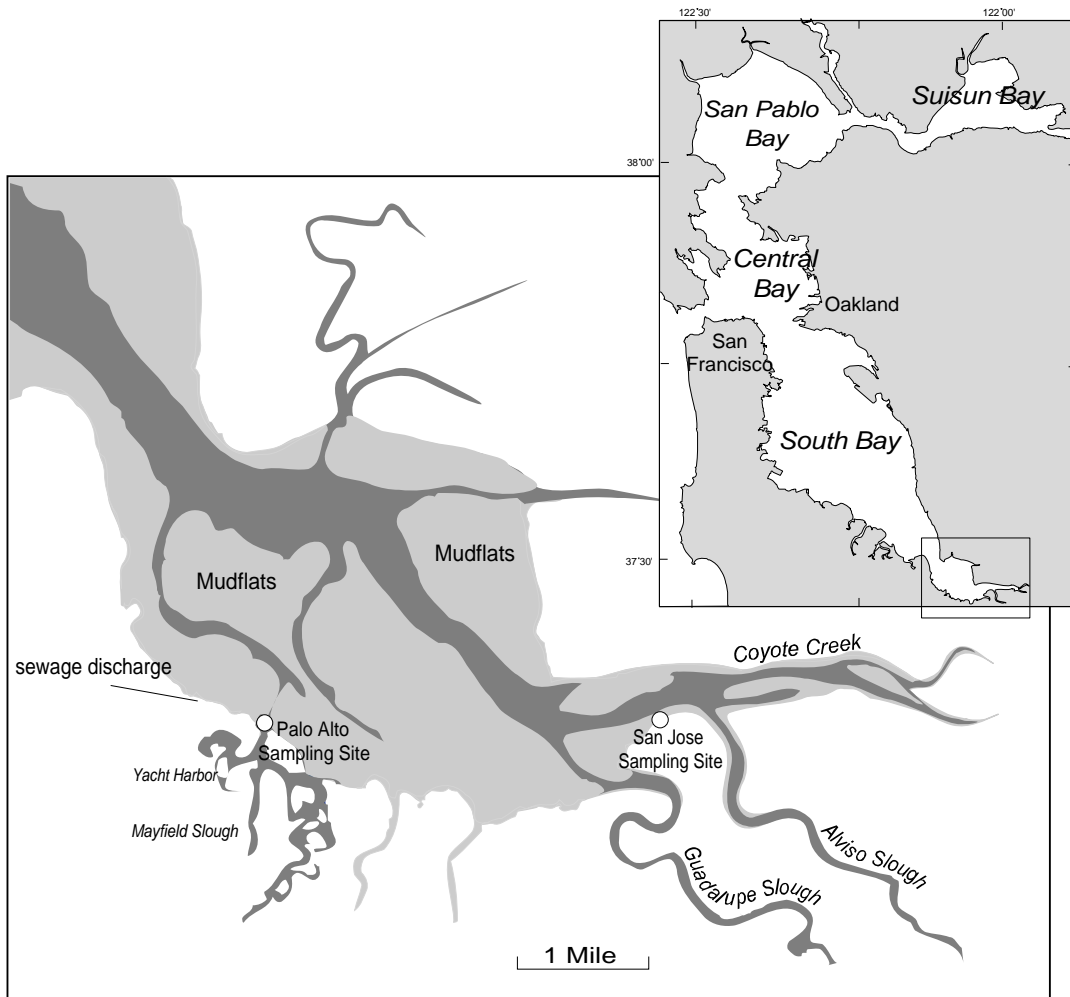 122˚30'
122˚00'
San Pablo
Bay
Suisun Bay
38˚00'
Central
Bay
Oakland
San
Francisco
South Bay
37˚30'
Mudflats
Mudflats
sewage discharge
Coyote Creek
Palo Alto
Sampling Site
San Jose
Sampling Site
Yacht Harbor
Mayfield Slough
Alviso Slough
Guadalupe Slough
1 Mile